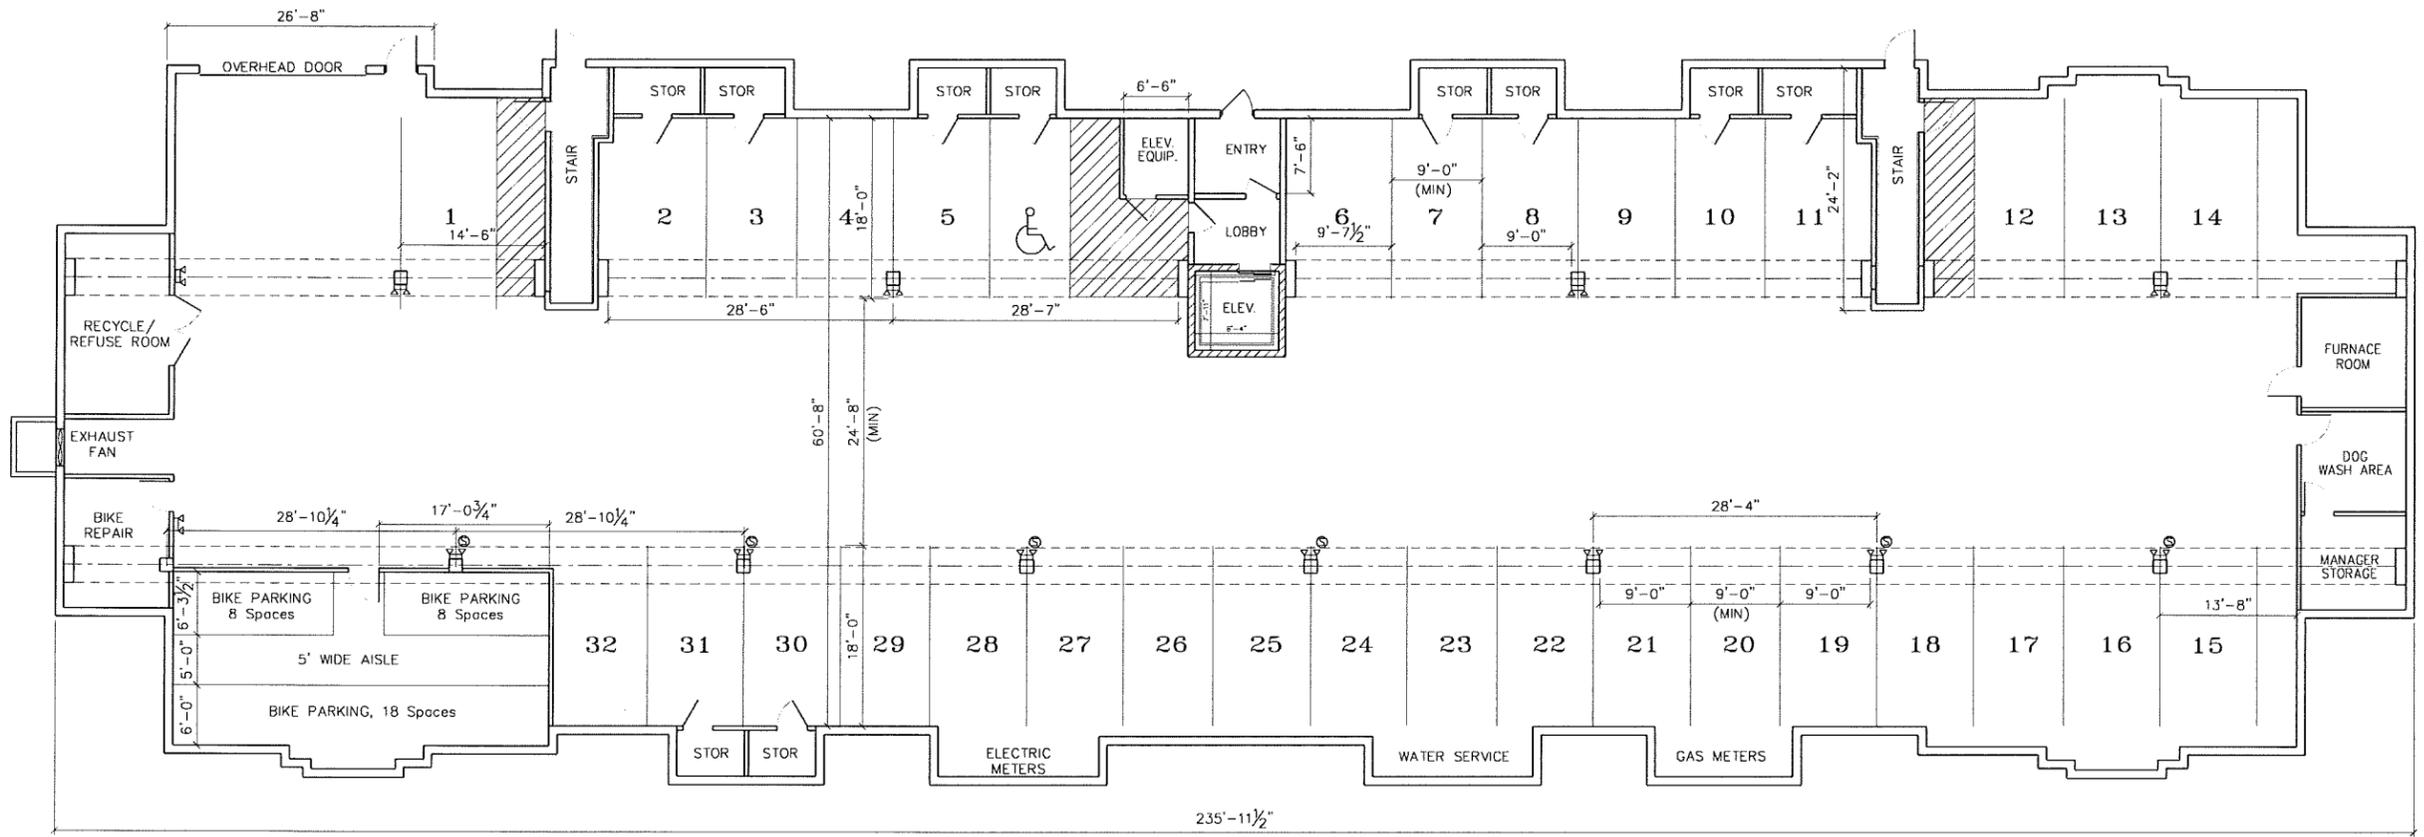 26'-8"
OVERHEAD DOOR
STOR
STOR
STOR
STOR
6'-6"
STOR
STOR
STOR
STOR
ELEV.
EQUIP.
ENTRY
7'-6"
STAIR
STAIR
9'-0"
(MIN)
24'-2"
18'-0"
1
2
3
4
5
6
7
8
9
10
11
12
13
14
14'-6"
LOBBY
9'-7½"
9'-0"
28'-6"
28'-7"
ELEV.
7'-11"
8'-4"
RECYCLE/
REFUSE ROOM
FURNACE
ROOM
60'-8"
24'-8"
(MIN)
EXHAUST
FAN
DOG
WASH AREA
BIKE
REPAIR
28'-10¼"
17'-0¾"
28'-10¼"
28'-4"
MANAGER
STORAGE
6'-3½"
BIKE PARKING
8 Spaces
BIKE PARKING
8 Spaces
9'-0"
9'-0"
(MIN)
9'-0"
13'-8"
5'-0"
5' WIDE AISLE
32
31
30
18'-0"
29
28
27
26
25
24
23
22
21
20
19
18
17
16
15
6'-0"
BIKE PARKING, 18 Spaces
STOR
STOR
ELECTRIC
METERS
WATER SERVICE
GAS METERS
235'-11½"